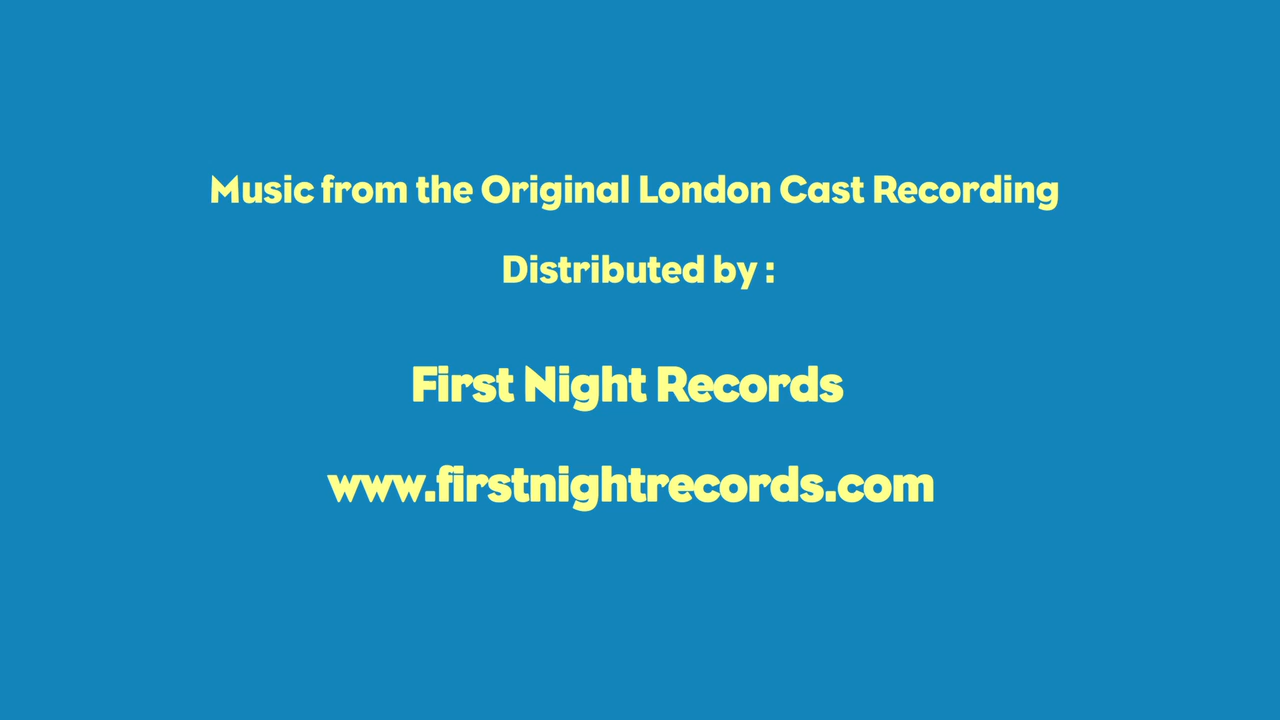 Music from the Original London Cast Recording
Distributed by :
First Night Records
www.firstnightrecords.com